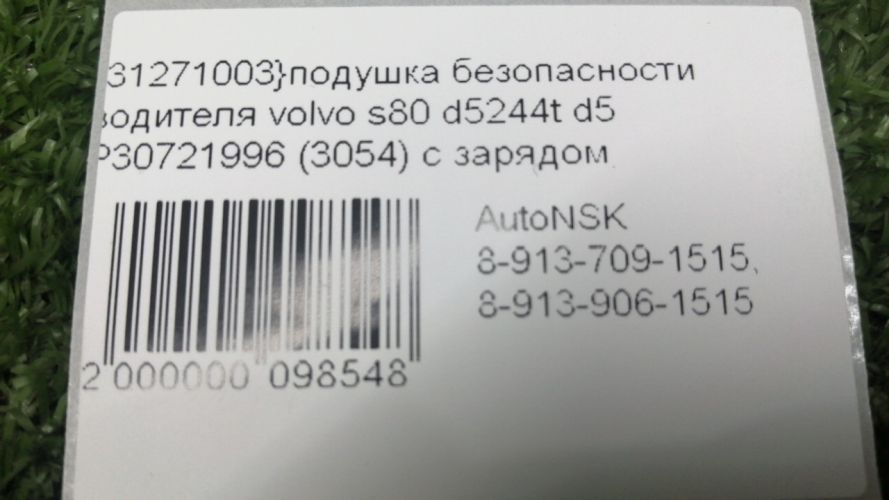 31271003}подушка безопасности
водителя volvo s80 d5244t d5
P30721996 (3054) с зарядом
AutoNSK
8-913-709-1515,
8-913-906-1515
2 000000 098548